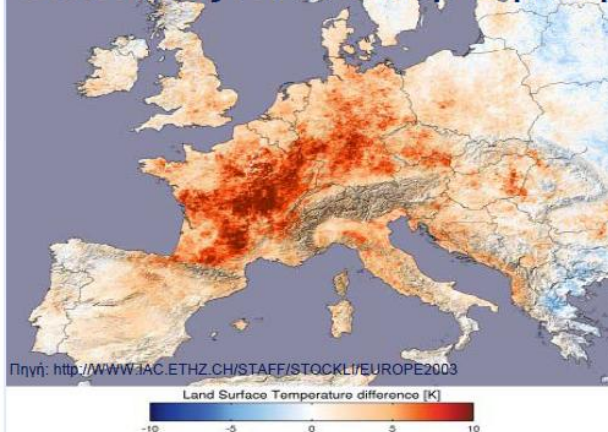 Πηγή: http://WWW.IAC.ETHZ.CH/STAFF/STOCKLI/EUROPE2003
Land Surface Temperature difference [K]
-10 -5 0 5 10